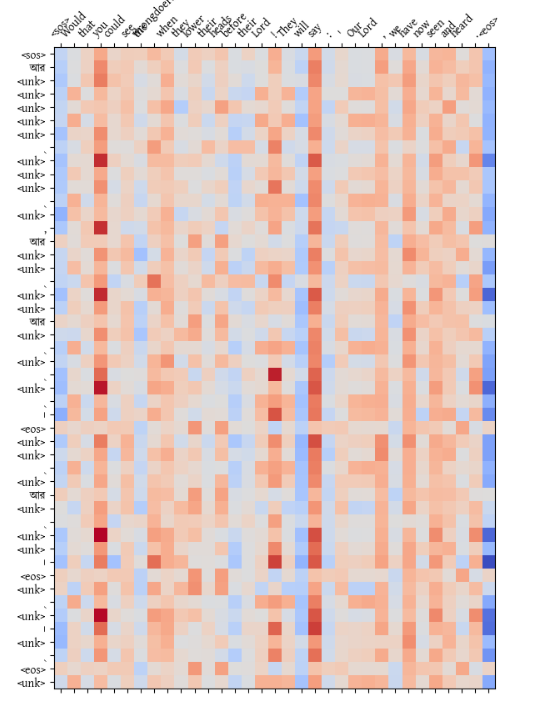 <sos> Would that you could see the when they lower their heads before their Lord ! They will say : , Our Lord , we have now seen and heard . <eos>
<sos>
আর
<unk>
<unk>
<unk>
<unk>
<unk>
,
<unk>
<unk>
<unk>
,
<unk>
,
আর
<unk>
<unk>
,
<unk>
<unk>
আর
<unk>
,
<unk>
,
<unk>
,
–
<eos>
<unk>
<unk>
,
<unk>
আর
<unk>
,
<unk>
<unk>
–
<eos>
<unk>
,
<unk>
–
<unk>
,
<eos>
<unk>